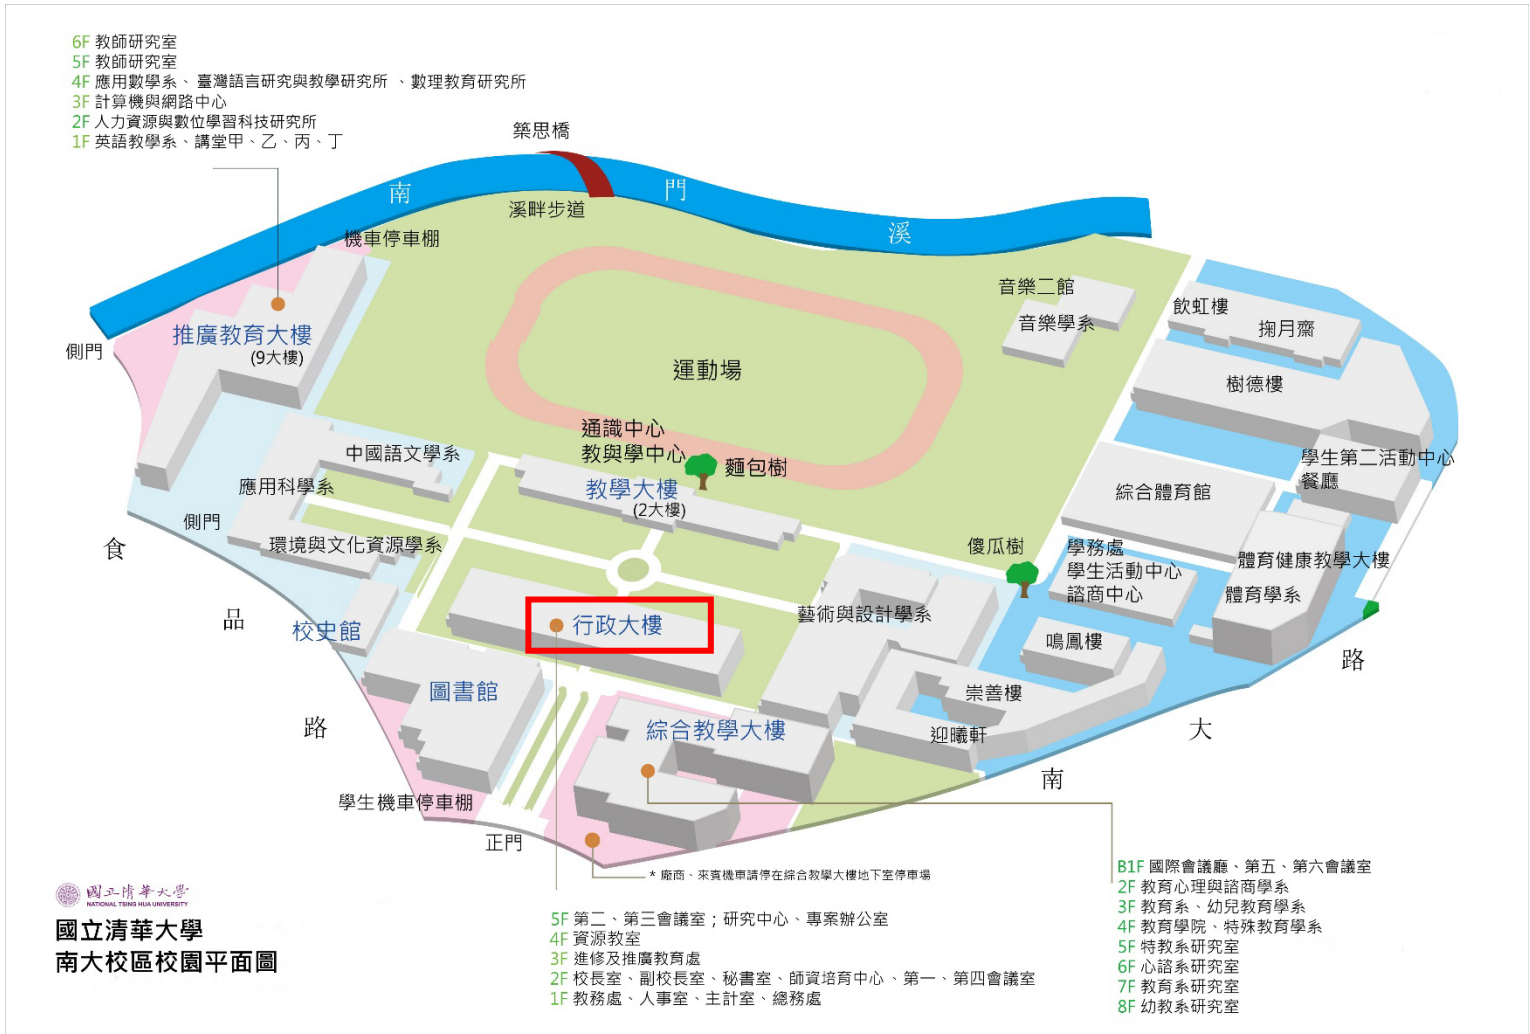 6F 教師研究室
5F 教師研究室
4F 應用數學系、臺灣語言研究與教學研究所、數理教育研究所
3F 計算機與網路中心
2F 人力資源與數位學習科技研究所
1F 英語教學系、講堂甲、乙、丙、丁
築思橋
南門溪
溪畔步道
機車停車棚
音樂二館
音樂學系
飲虹樓
掬月齋
推廣教育大樓
(9大樓)
側門
運動場
樹德樓
通識中心
教與學中心
麵包樹
中國語文學系
學生第二活動中心
餐廳
應用科學系
教學大樓
(2大樓)
綜合體育館
側門
環境與文化資源學系
傻瓜樹
學務處
學生活動中心
諮商中心
體育健康教學大樓
體育學系
食品路
校史館
行政大樓
藝術與設計學系
鳴鳳樓
圖書館
崇善樓
綜合教學大樓
迎曦軒
南大路
學生機車停車棚
正門
* 廠商、來賓機車請停在綜合教學大樓地下室停車場
B1F 國際會議廳、第五、第六會議室
2F 教育心理與諮商學系
3F 教育系、幼兒教育學系
4F 教育學院、特殊教育學系
5F 特教系研究室
6F 心諮系研究室
7F 教育系研究室
8F 幼教系研究室
5F 第二、第三會議室；研究中心、專案辦公室
4F 資源教室
3F 進修及推廣教育處
2F 校長室、副校長室、秘書室、師資培育中心、第一、第四會議室
1F 教務處、人事室、主計室、總務處
國立清華大學
NATIONAL TSING HUA UNIVERSITY
國立清華大學
南大校區校園平面圖